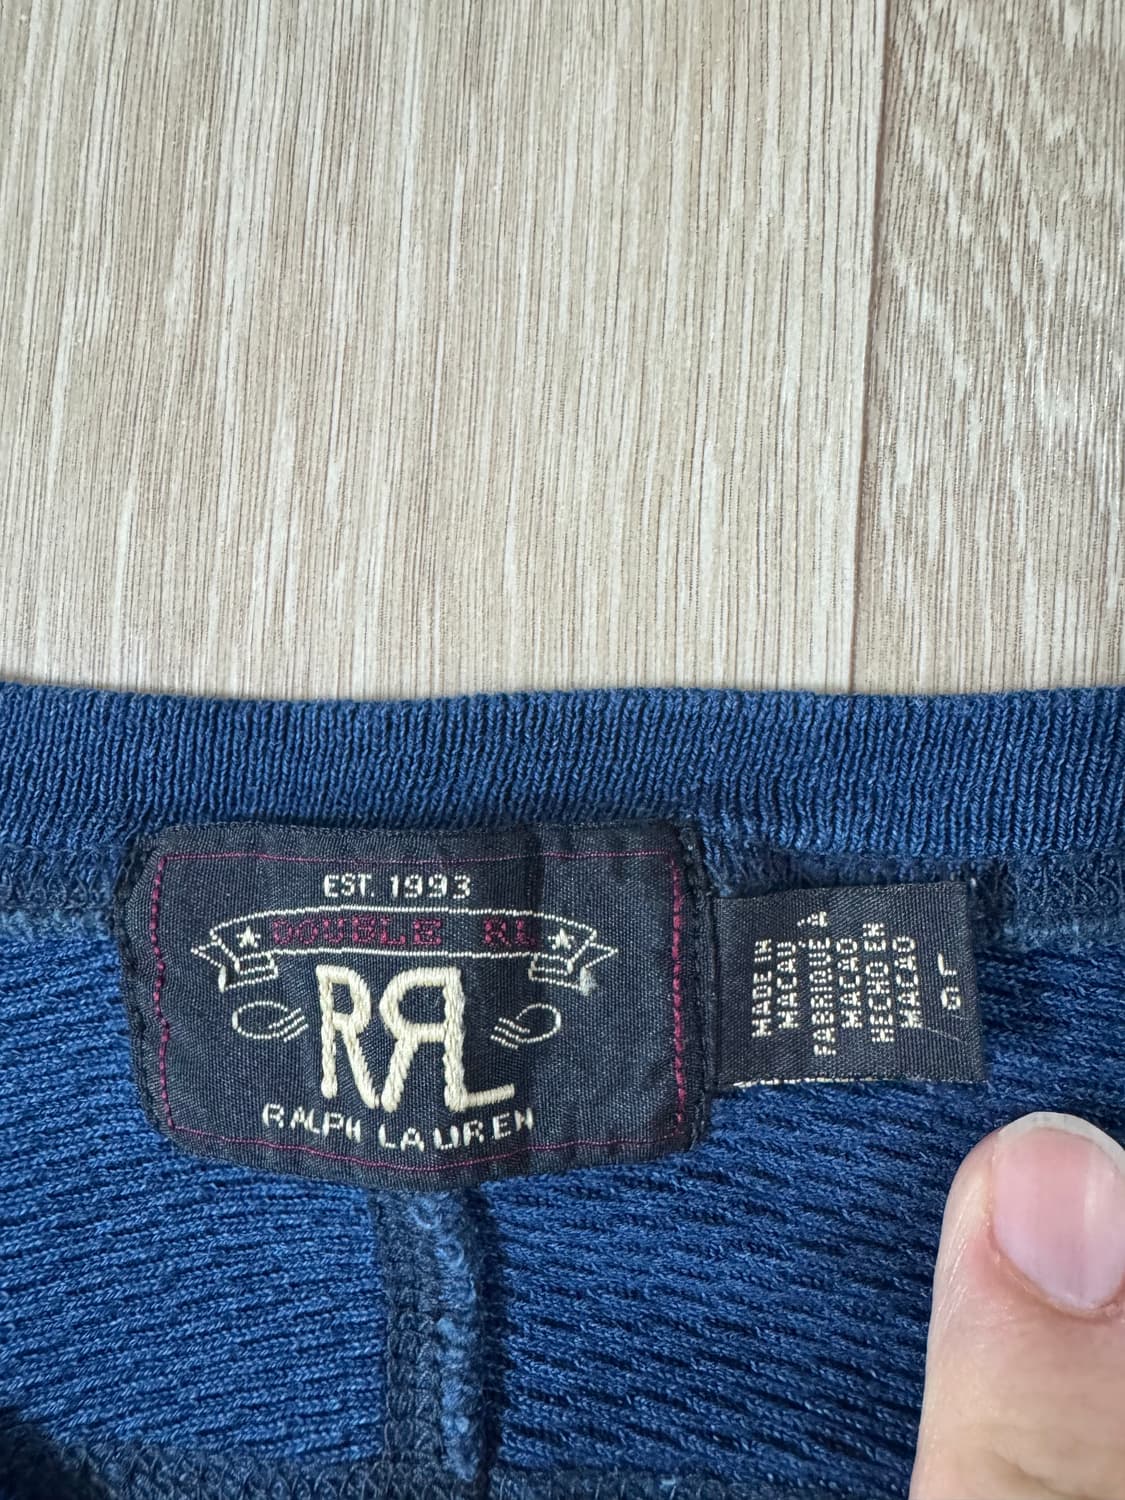 EST. 1993
DOUBLE RL
RRL
RALPH LAUREN
MADE IN
MACAU
FABRIQUÉ À
MACAO
HECHO EN
MACAO